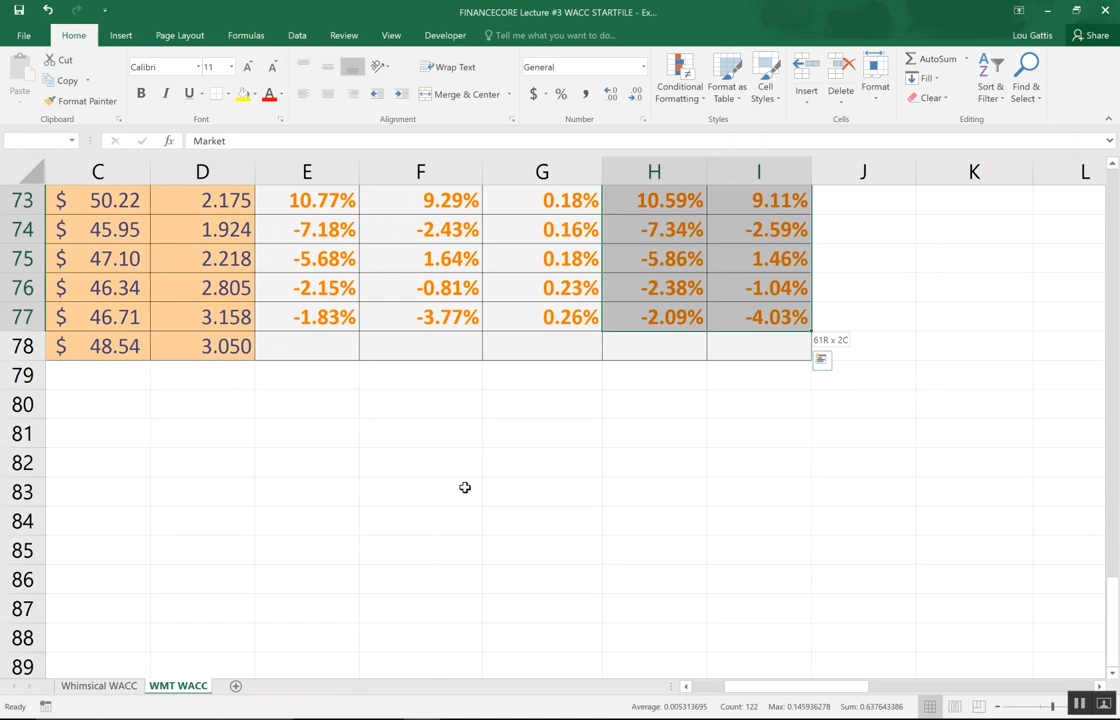 FINANCECORE Lecture #3 WACC STARTFILE - Ex...
File Home Insert Page Layout Formulas Data Review View Developer Tell me what you want to do... Lou Gattis Share
Paste Cut Copy Format Painter Clipboard
Calibri 11 A A B I U A Font
Wrap Text Merge & Center Alignment
General $ % , Number
Conditional Formatting Format as Table Cell Styles Styles
Insert Delete Format Cells
AutoSum Fill Clear Sort & Filter Find & Select Editing
fx Market
C D E F G H I J K L
73 $ 50.22 2.175 10.77% 9.29% 0.18% 10.59% 9.11%
74 $ 45.95 1.924 -7.18% -2.43% 0.16% -7.34% -2.59%
75 $ 47.10 2.218 -5.68% 1.64% 0.18% -5.86% 1.46%
76 $ 46.34 2.805 -2.15% -0.81% 0.23% -2.38% -1.04%
77 $ 46.71 3.158 -1.83% -3.77% 0.26% -2.09% -4.03%
78 $ 48.54 3.050 61R x 2C
79
80
81
82
83
84
85
86
87
88
89
Whimsical WACC WMT WACC
Ready Average: 0.005313695 Count: 122 Max: 0.145936278 Sum: 0.637643386